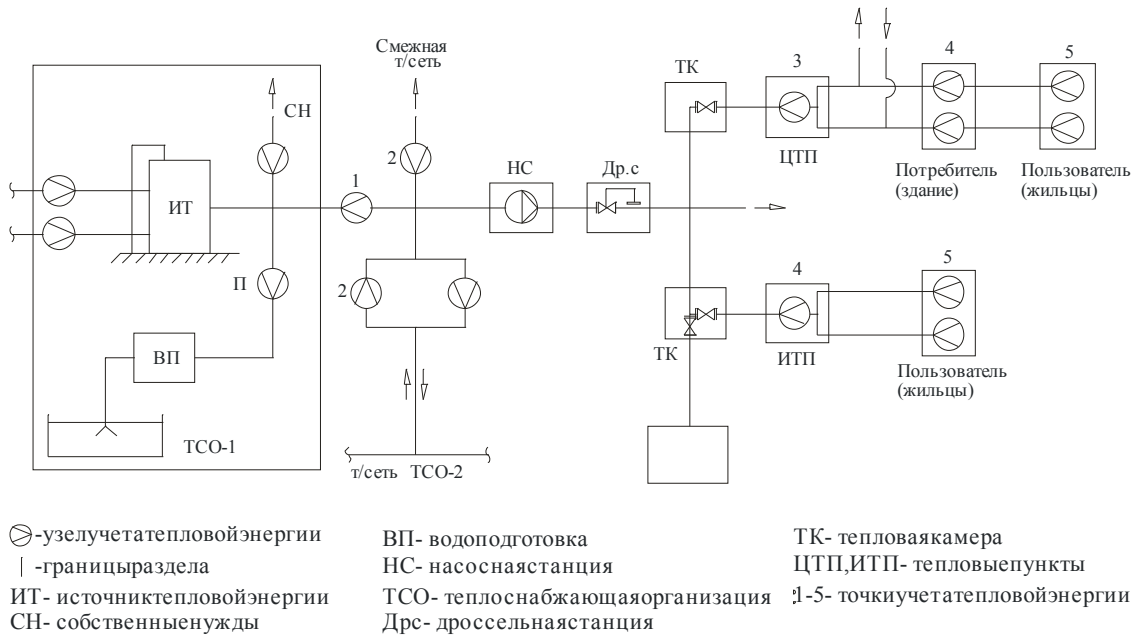 Смежная
т/сеть
СН
2
1
НС
Др.с
ТК
3
4
5
ЦТП
Потребитель
(здание)
Пользователь
(жильцы)
ИТ
П
2
ВП
ТСО-1
т/сеть ТСО-2
4
5
ТК
ИТП
Пользователь
(жильцы)
-узелучетатепловойэнергии
-границыраздела
ИТ- источниктепловойэнергии
СН- собственныенужды
ВП- водоподготовка
НС- насоснаястанция
ТСО- теплоснабжающаяорганизация
Дрс- дроссельнаястанция
ТК- тепловаякамера
ЦТП,ИТП- тепловыепункты
1-5- точкиучетатепловойэнергии